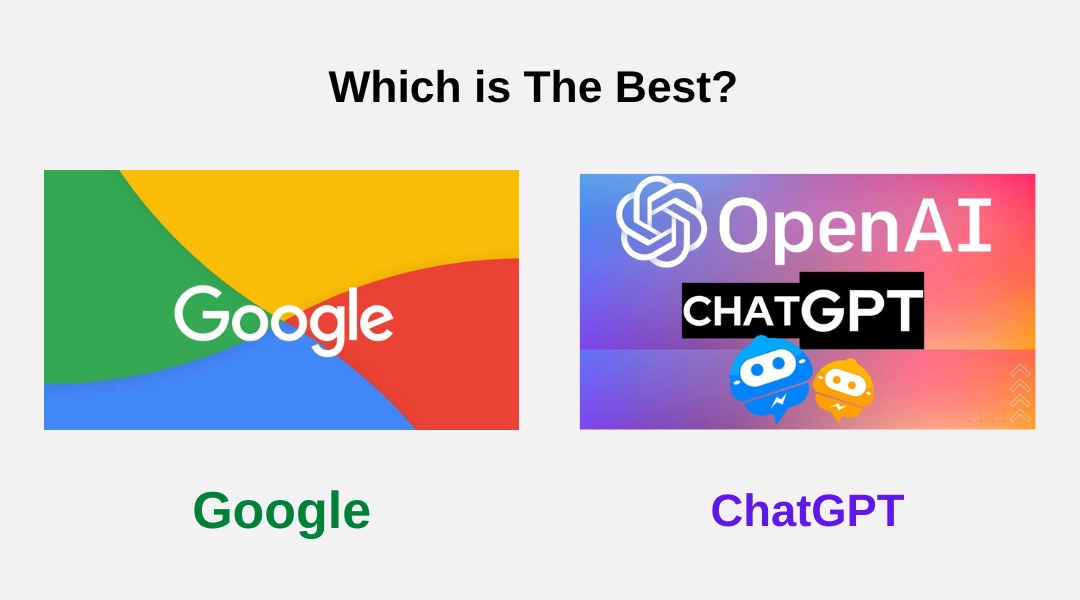 Which is The Best?
Google
OpenAI
CHATGPT
Google
ChatGPT